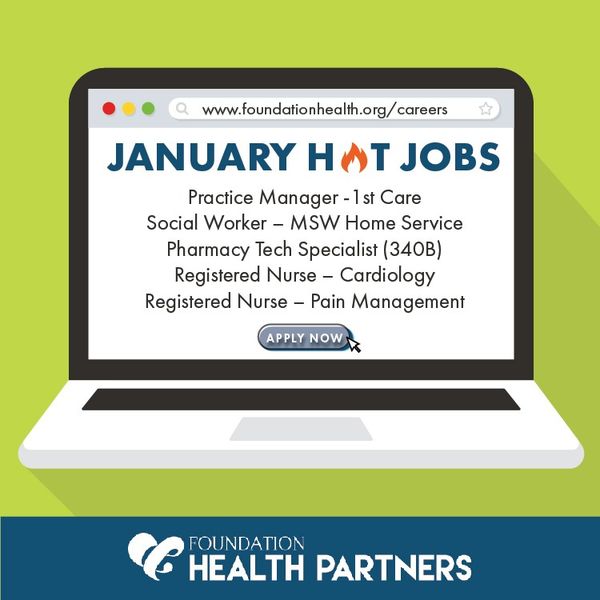 www.foundationhealth.org/careers
JANUARY HOT JOBS
Practice Manager -1st Care
Social Worker – MSW Home Service
Pharmacy Tech Specialist (340B)
Registered Nurse – Cardiology
Registered Nurse – Pain Management
APPLY NOW
FOUNDATION
HEALTH PARTNERS